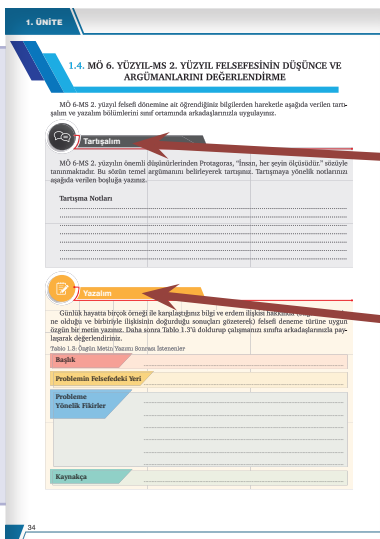 1. ÜNİTE
1.4. MÖ 6. YÜZYIL-MS 2. YÜZYIL FELSEFESİNİN DÜŞÜNCE VE
ARGÜMANLARINI DEĞERLENDİRME
MÖ 6-MS 2. yüzyıl felsefi dönemine ait öğrendiğiniz bilgilerden hareketle aşağıda verilen tartı-
şalım ve yazalım bölümlerini sınıf ortamında arkadaşlarınızla uygulayınız.
Tartışalım
MÖ 6-MS 2. yüzyılın önemli düşünürlerinden Protagoras, “İnsan, her şeyin ölçüsüdür.” sözüyle
tanınmaktadır. Bu sözün temel argümanını belirleyerek tartışınız. Tartışmaya yönelik notlarınızı
aşağıda verilen boşluğa yazınız.
Tartışma Notları
Yazalım
Günlük hayatta birçok örneği ile karşılaştığınız bilgi ve erdem ilişkisi hakkında
ne olduğu ve birbiriyle ilişkisinin doğurduğu sonuçları gözeterek) felsefi deneme türüne uygun
özgün bir metin yazınız. Daha sonra Tablo 1.3’ü doldurup çalışmanızı sınıfta arkadaşlarınızla pay-
laşarak değerlendiriniz.
Tablo 1.3: Özgün Metin Yazımı Sonrası İstenenler
Başlık
Problemin Felsefedeki Yeri
Probleme
Yönelik Fikirler
Kaynakça
34